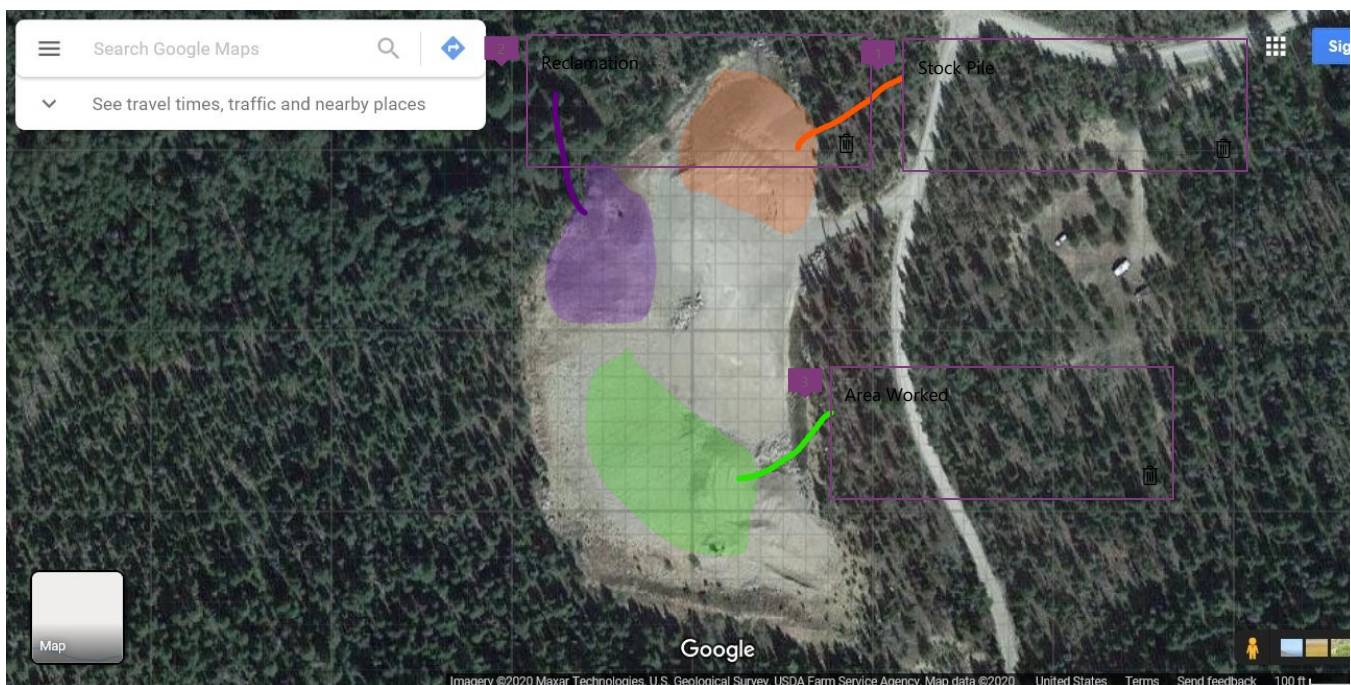 Search Google Maps
See travel times, traffic and nearby places
2
Reclamation
1
Stock Pile
Sig
3
Area Worked
Map
Google
Imagery ©2020 Maxar Technologies, U.S. Geological Survey, USDA Farm Service Agency, Map data ©2020 United States Terms Send feedback 100 ft